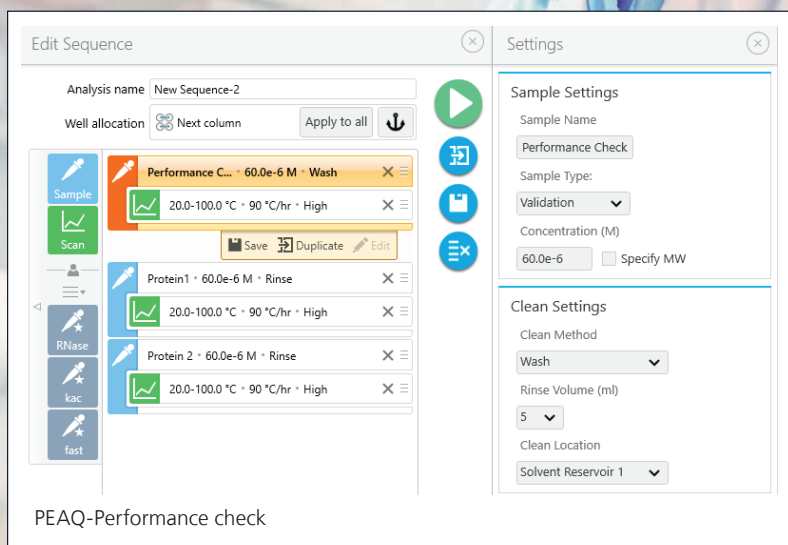 Edit Sequence
Analysis name New Sequence-2
Well allocation Next column Apply to all
Sample
Scan
RNase
kac
fast
Performance C... • 60.0e-6 M • Wash
20.0-100.0 °C • 90 °C/hr • High
Save Duplicate Edit
Protein1 • 60.0e-6 M • Rinse
20.0-100.0 °C • 90 °C/hr • High
Protein 2 • 60.0e-6 M • Rinse
20.0-100.0 °C • 90 °C/hr • High
Settings
Sample Settings
Sample Name
Performance Check
Sample Type:
Validation
Concentration (M)
60.0e-6 Specify MW
Clean Settings
Clean Method
Wash
Rinse Volume (ml)
5
Clean Location
Solvent Reservoir 1
PEAQ-Performance check